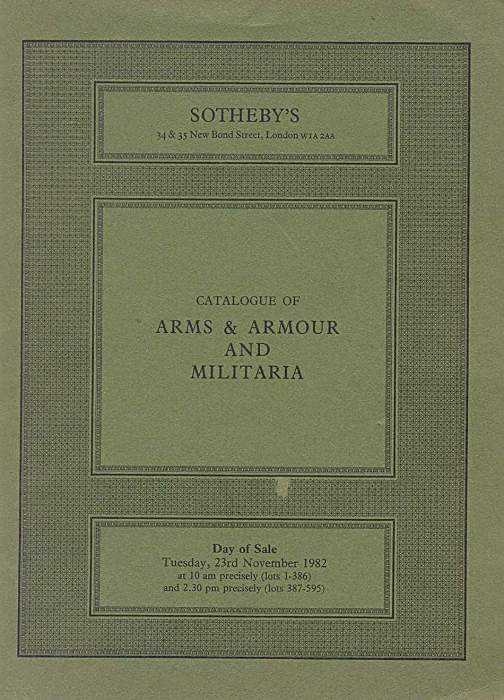 SOTHEBY'S
34 & 35 New Bond Street, London W1A 2AA
CATALOGUE OF
ARMS & ARMOUR
AND
MILITARIA
Day of Sale
Tuesday, 23rd November 1982
at 10 am precisely (lots 1-386)
and 2.30 pm precisely (lots 387-595)